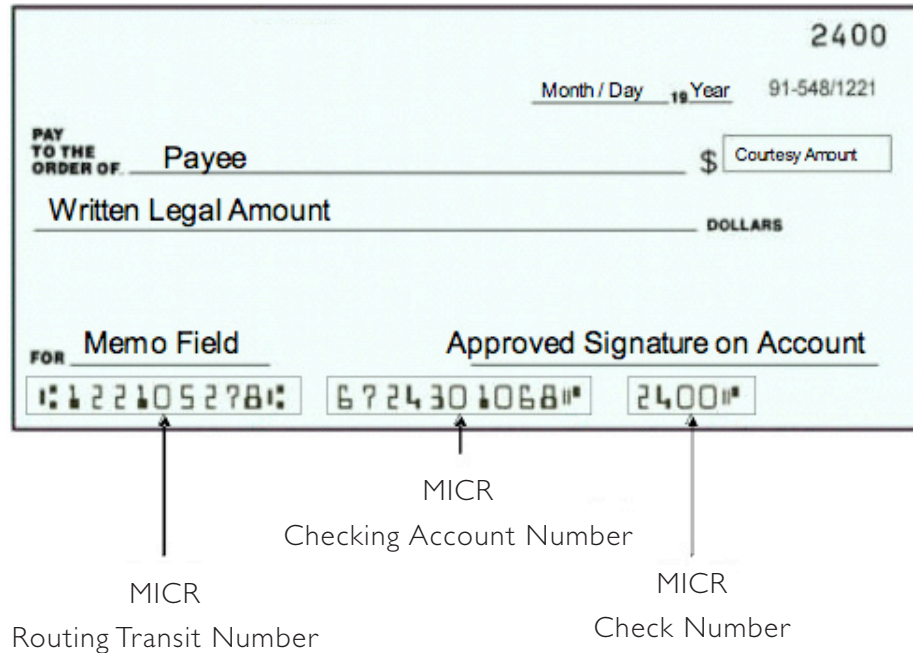 2400
Month / Day 19 Year 91-548/1221
PAY
TO THE
ORDER OF Payee $ Courtesy Amount
Written Legal Amount DOLLARS
FOR Memo Field Approved Signature on Account
⑆122105278⑆ 6724301068⑈ 2400⑈
MICR
Checking Account Number
MICR
Routing Transit Number
MICR
Check Number